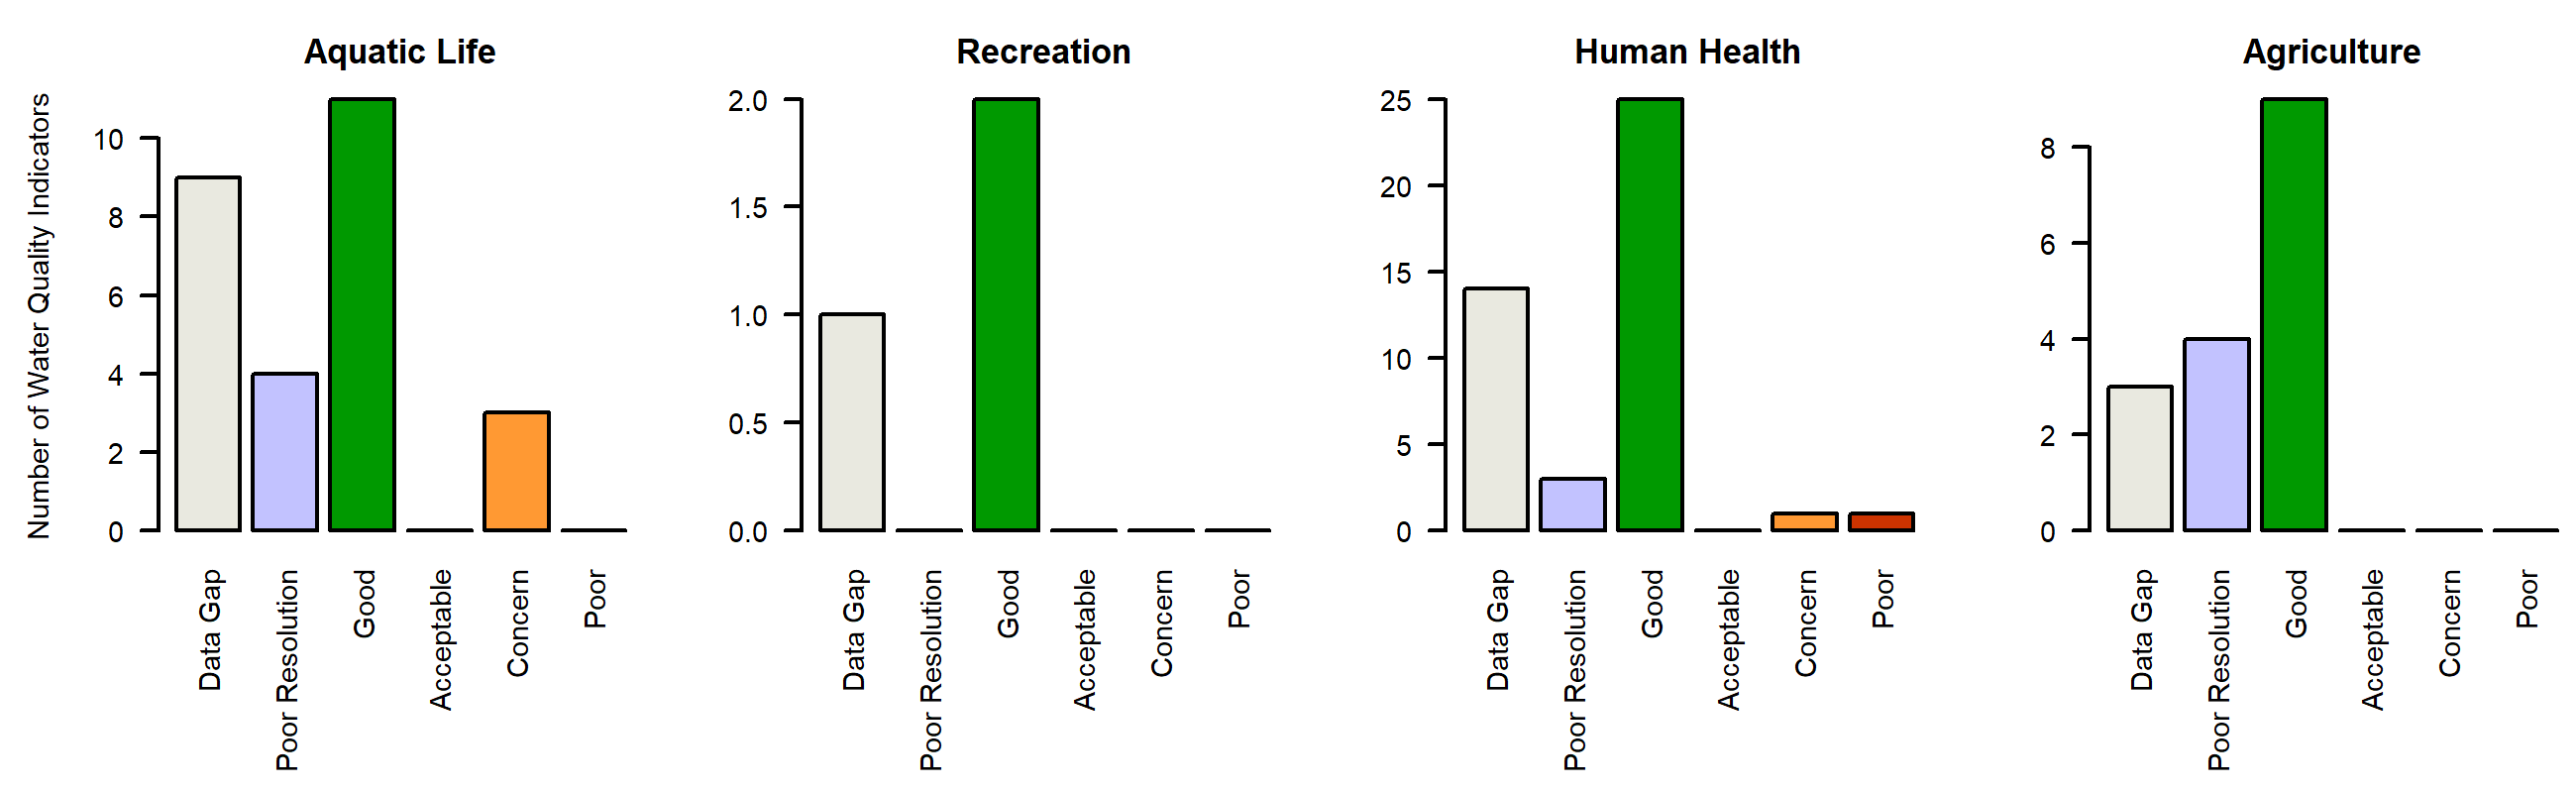 Aquatic Life
Number of Water Quality Indicators
10
8
6
4
2
0
Data Gap
Poor Resolution
Good
Acceptable
Concern
Poor
Recreation
2.0
1.5
1.0
0.5
0.0
Data Gap
Poor Resolution
Good
Acceptable
Concern
Poor
Human Health
25
20
15
10
5
0
Data Gap
Poor Resolution
Good
Acceptable
Concern
Poor
Agriculture
8
6
4
2
0
Data Gap
Poor Resolution
Good
Acceptable
Concern
Poor